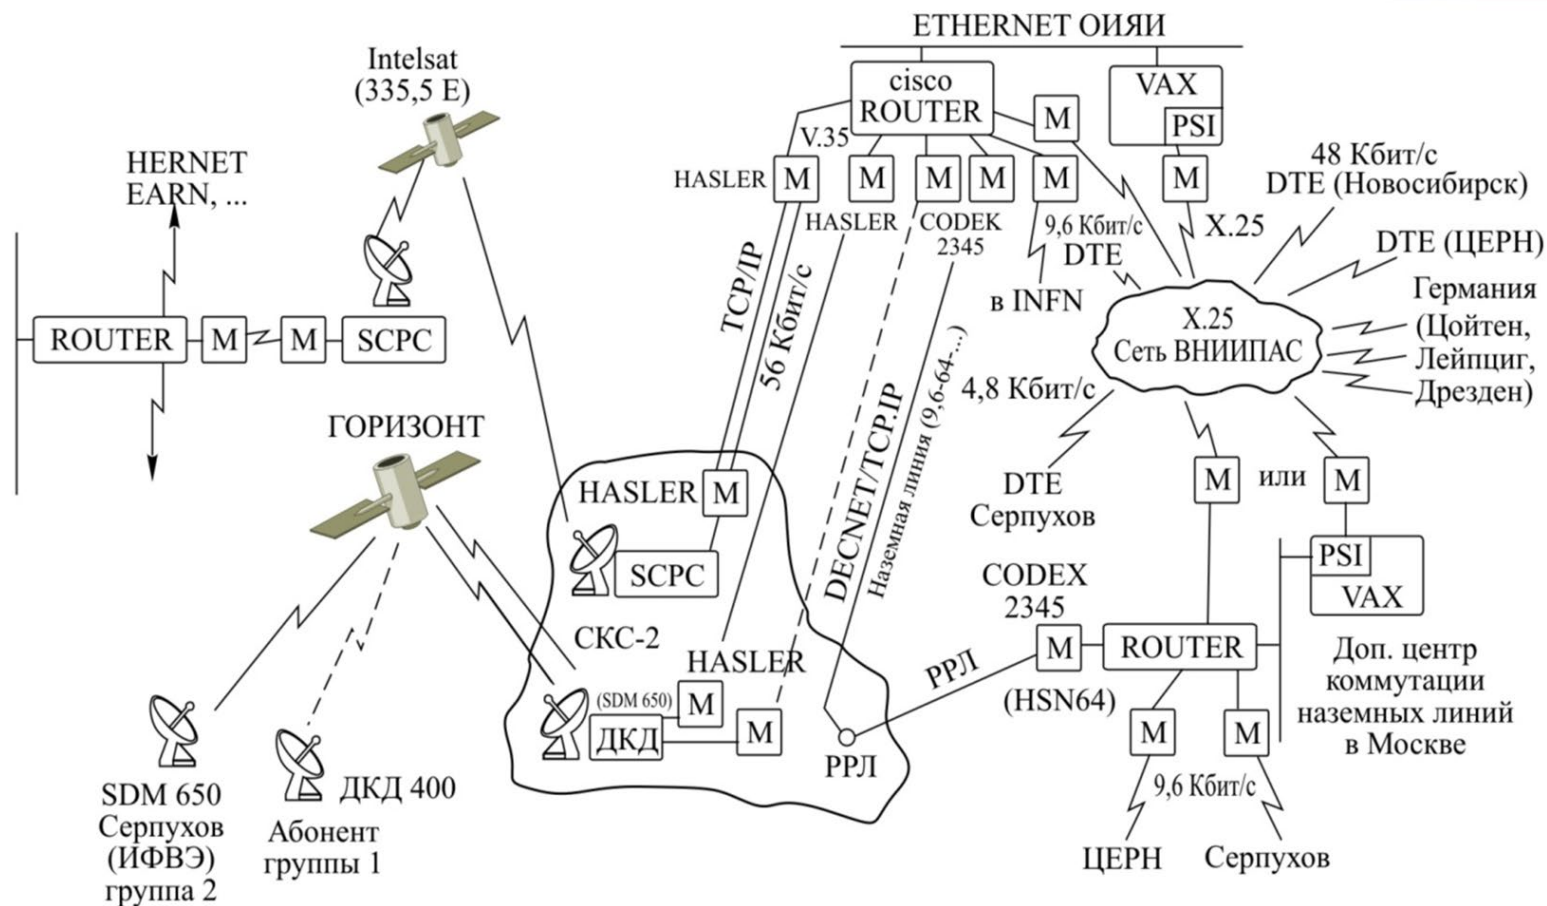 ETHERNET ОИЯИ
Intelsat
(335,5 E)
cisco
ROUTER
VAX
PSI
M
V.35
HERNET
EARN, ...
HASLER
M
M
M
M
M
M
48 Кбит/с
DTE (Новосибирск)
HASLER
CODEK
2345
9,6 Кбит/с
DTE
X.25
DTE (ЦЕРН)
в INFN
TCP/IP
56 Кбит/с
Германия
(Цойтен,
Лейпциг,
Дрезден)
X.25
Сеть ВНИИПАС
ROUTER
M
M
SCPC
4,8 Кбит/с
DECNET/TCP.IP
Наземная линия (9,6-64-...)
ГОРИЗОНТ
HASLER
M
DTE
Серпухов
M
или
M
SCPC
PSI
VAX
CODEX
2345
СКС-2
HASLER
M
ROUTER
РРЛ
(HSN64)
Доп. центр
коммутации
наземных линий
в Москве
(SDM 650)
M
ДКД
M
M
M
РРЛ
9,6 Кбит/с
SDM 650
Серпухов
(ИФВЭ)
группа 2
ДКД 400
Абонент
группы 1
ЦЕРН
Серпухов